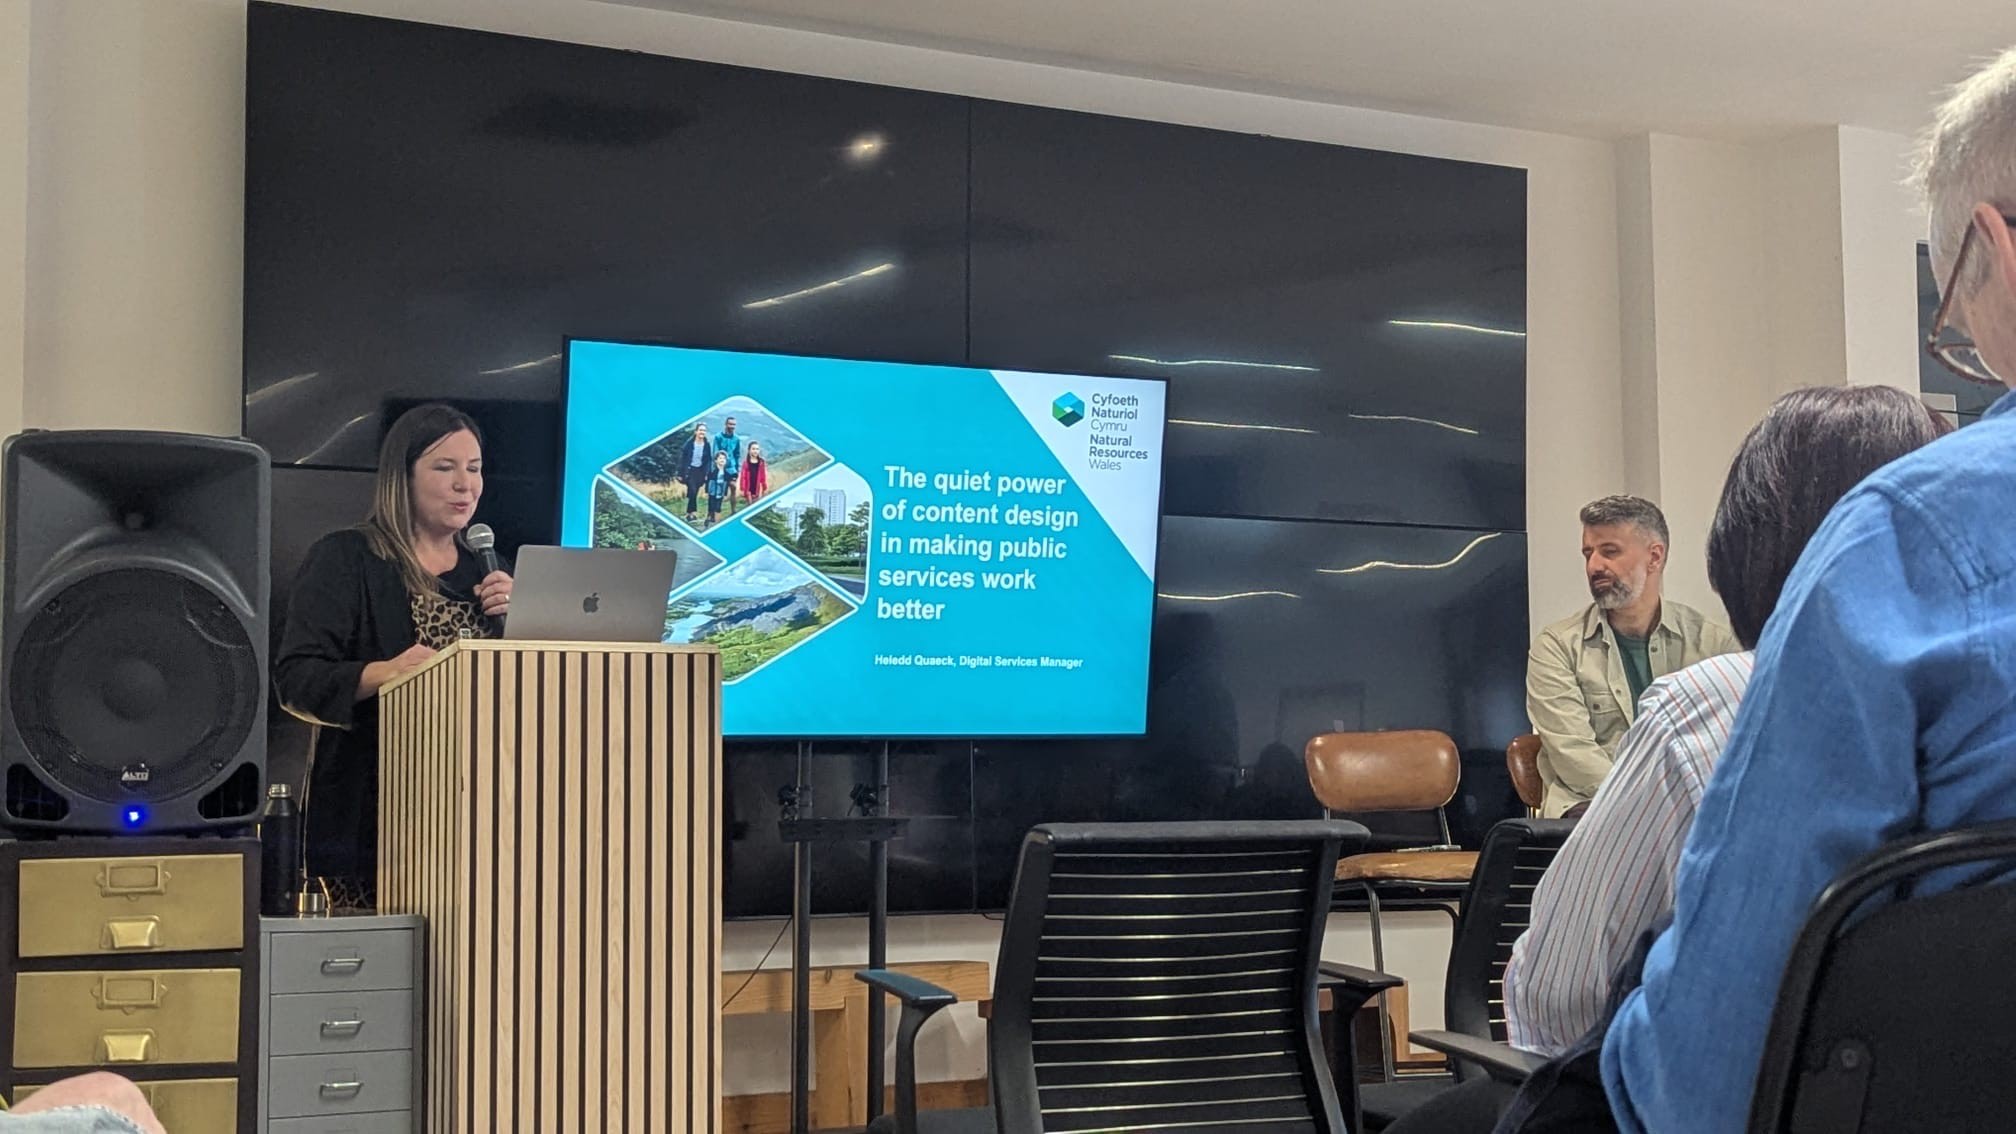 Cyfoeth
Naturiol
Cymru
Natural
Resources
Wales
The quiet power
of content design
in making public
services work
better
Heledd Quaeck, Digital Services Manager
ALTO